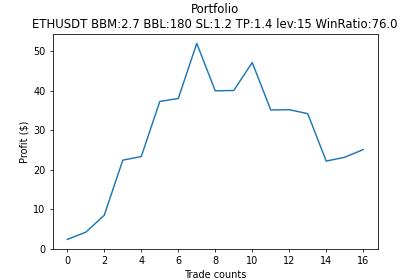 Portfolio
ETHUSDT BBM:2.7 BBL:180 SL:1.2 TP:1.4 lev:15 WinRatio:76.0
Profit ($)
50
40
30
20
10
0
0 2 4 6 8 10 12 14 16
Trade counts